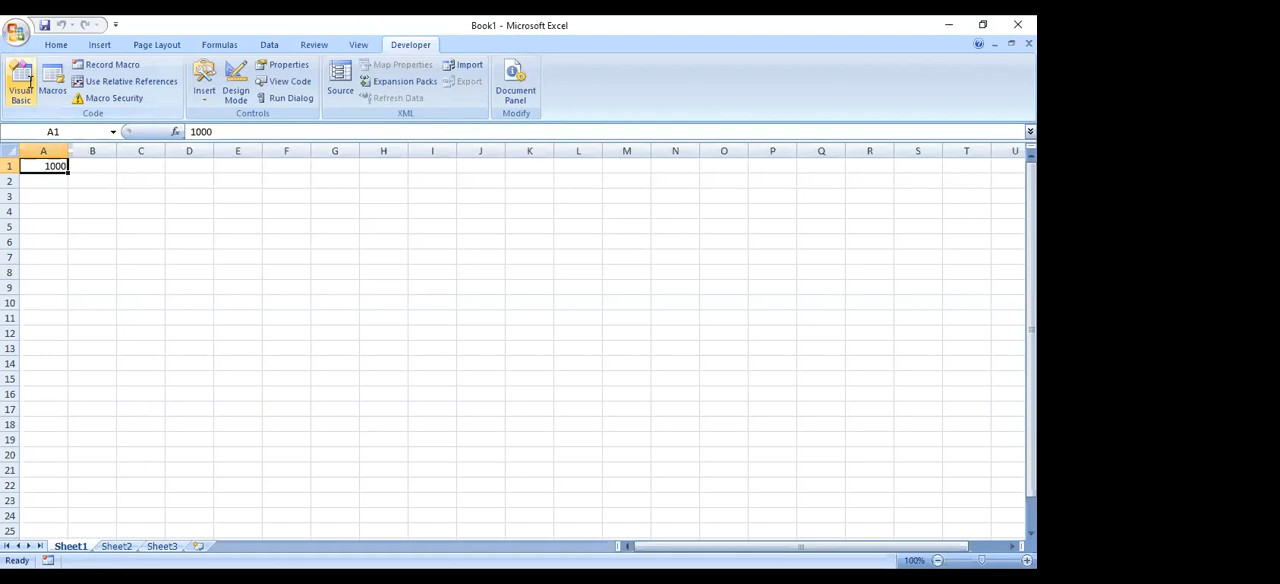 Book1 - Microsoft Excel
Home Insert Page Layout Formulas Data Review View Developer
Visual Basic
Macros
Record Macro
Use Relative References
Macro Security
Code
Insert
Design Mode
Properties
View Code
Run Dialog
Controls
Source
Map Properties
Expansion Packs
Refresh Data
Import
Export
XML
Document Panel
Modify
A1 fx 1000
A B C D E F G H I J K L M N O P Q R S T U
1 1000
2
3
4
5
6
7
8
9
10
11
12
13
14
15
16
17
18
19
20
21
22
23
24
25
Sheet1 Sheet2 Sheet3
Ready 100%